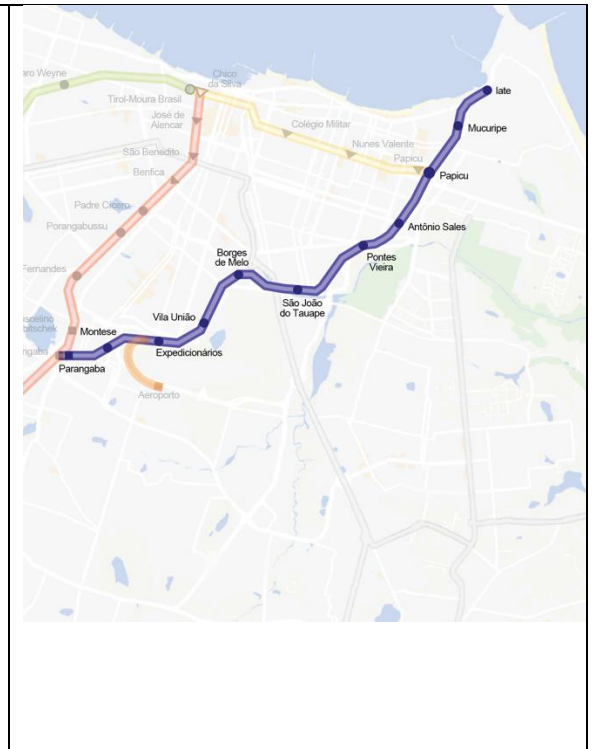 aro Weyne
Chico
da Silva
Tirol-Moura Brasil
José de
Alencar
Colégio Militar
São Benedito
Nunes Valente
Benfica
Papicu
Padre Cícero
Porangabussu
Fernandes
Iate
Mucuripe
Papicu
Antônio Sales
Pontes
Vieira
Borges
de Melo
São João
do Tauape
Vila União
Montese
Expedicionários
Parangaba
Aeroporto